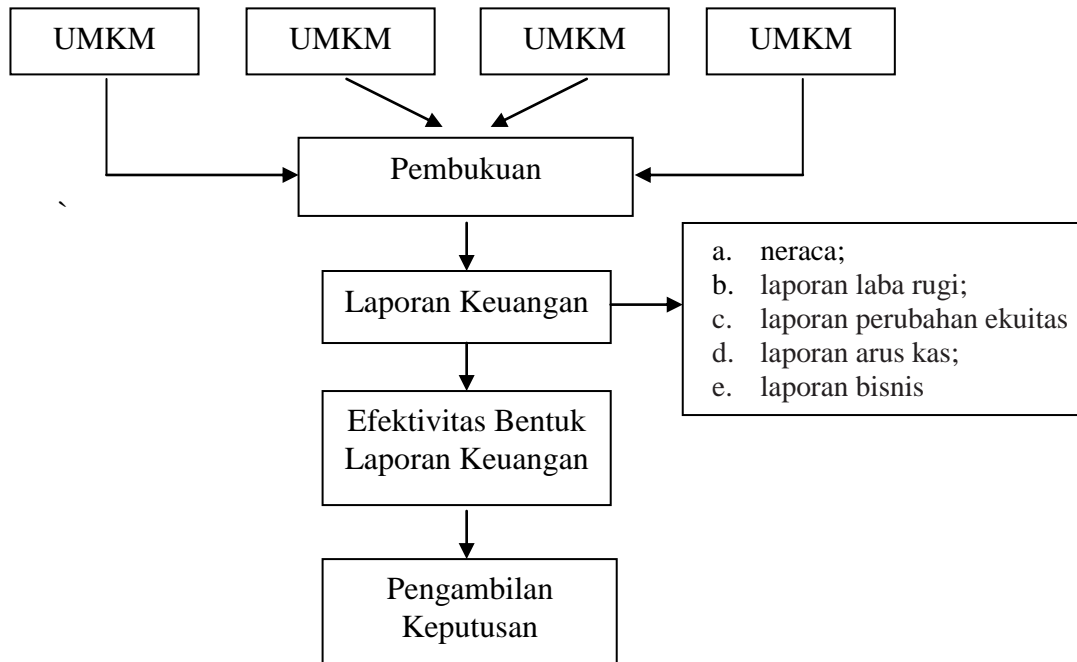 UMKM
UMKM
UMKM
UMKM
Pembukuan
`
Laporan Keuangan
a. neraca;
b. laporan laba rugi;
c. laporan perubahan ekuitas
d. laporan arus kas;
e. laporan bisnis
Efektivitas Bentuk
Laporan Keuangan
Pengambilan
Keputusan